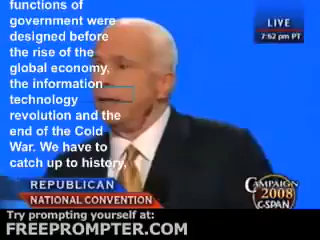 functions of
government were
designed before
the rise of the
global economy,
the information
technology
revolution and the
end of the Cold
War. We have to
catch up to history,
LIVE
7:52 pm PT
REPUBLICAN
NATIONAL CONVENTION
CAMPAIGN
2008
C-SPAN
Try prompting yourself at:
FREEPROMPTER.COM